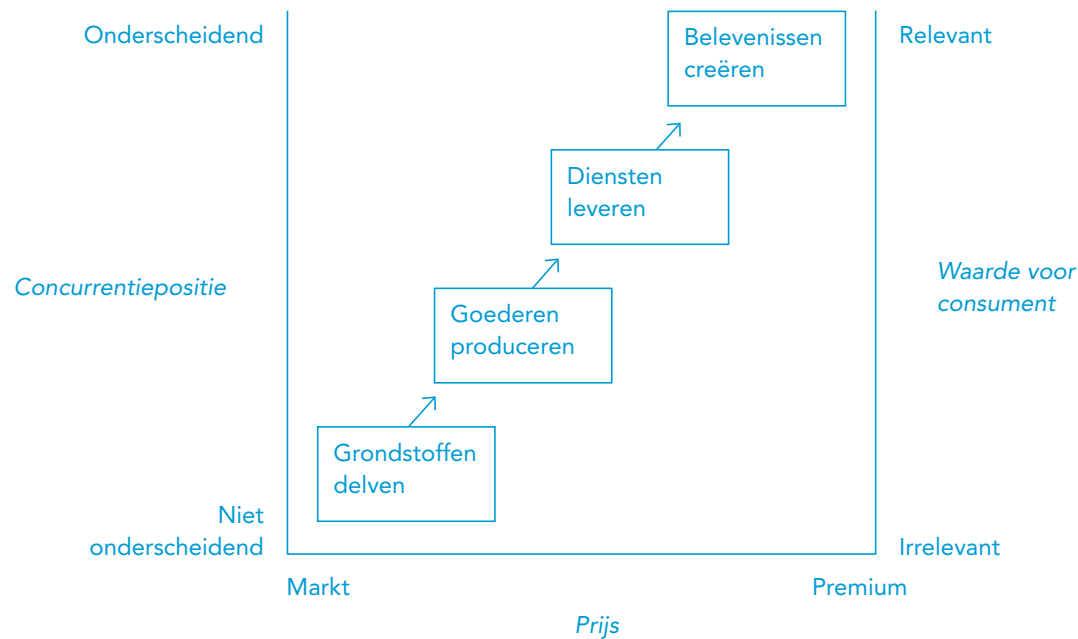 Onderscheidend
Belevenissen
creëren
Relevant
Diensten
leveren
Concurrentiepositie
Waarde voor
consument
Goederen
produceren
Grondstoffen
delven
Niet
onderscheidend
Irrelevant
Markt
Premium
Prijs